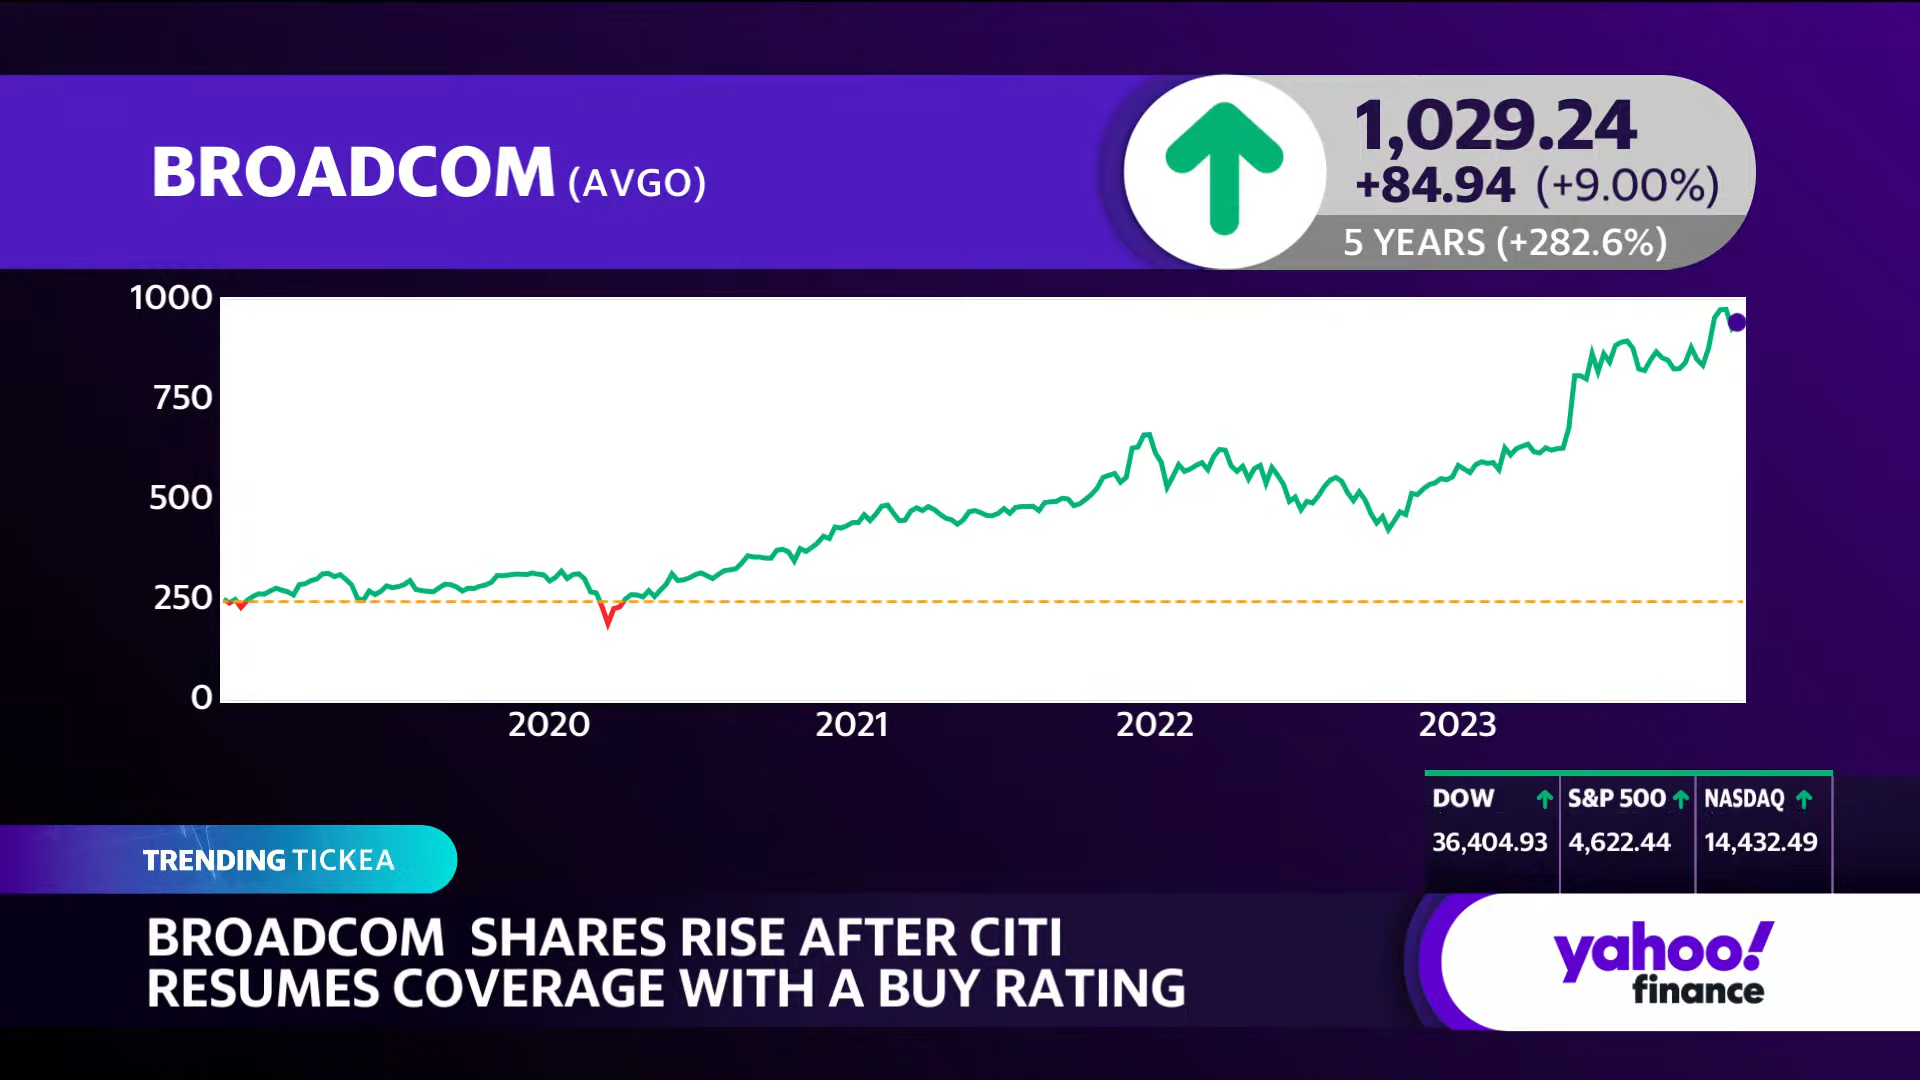 BROADCOM (AVGO)
1,029.24
+84.94 (+9.00%)
5 YEARS (+282.6%)
1000
750
500
250
0
2020 2021 2022 2023
DOW S&P 500 NASDAQ
36,404.93 4,622.44 14,432.49
TRENDING TICKEA
BROADCOM SHARES RISE AFTER CITI
RESUMES COVERAGE WITH A BUY RATING
yahoo!
finance